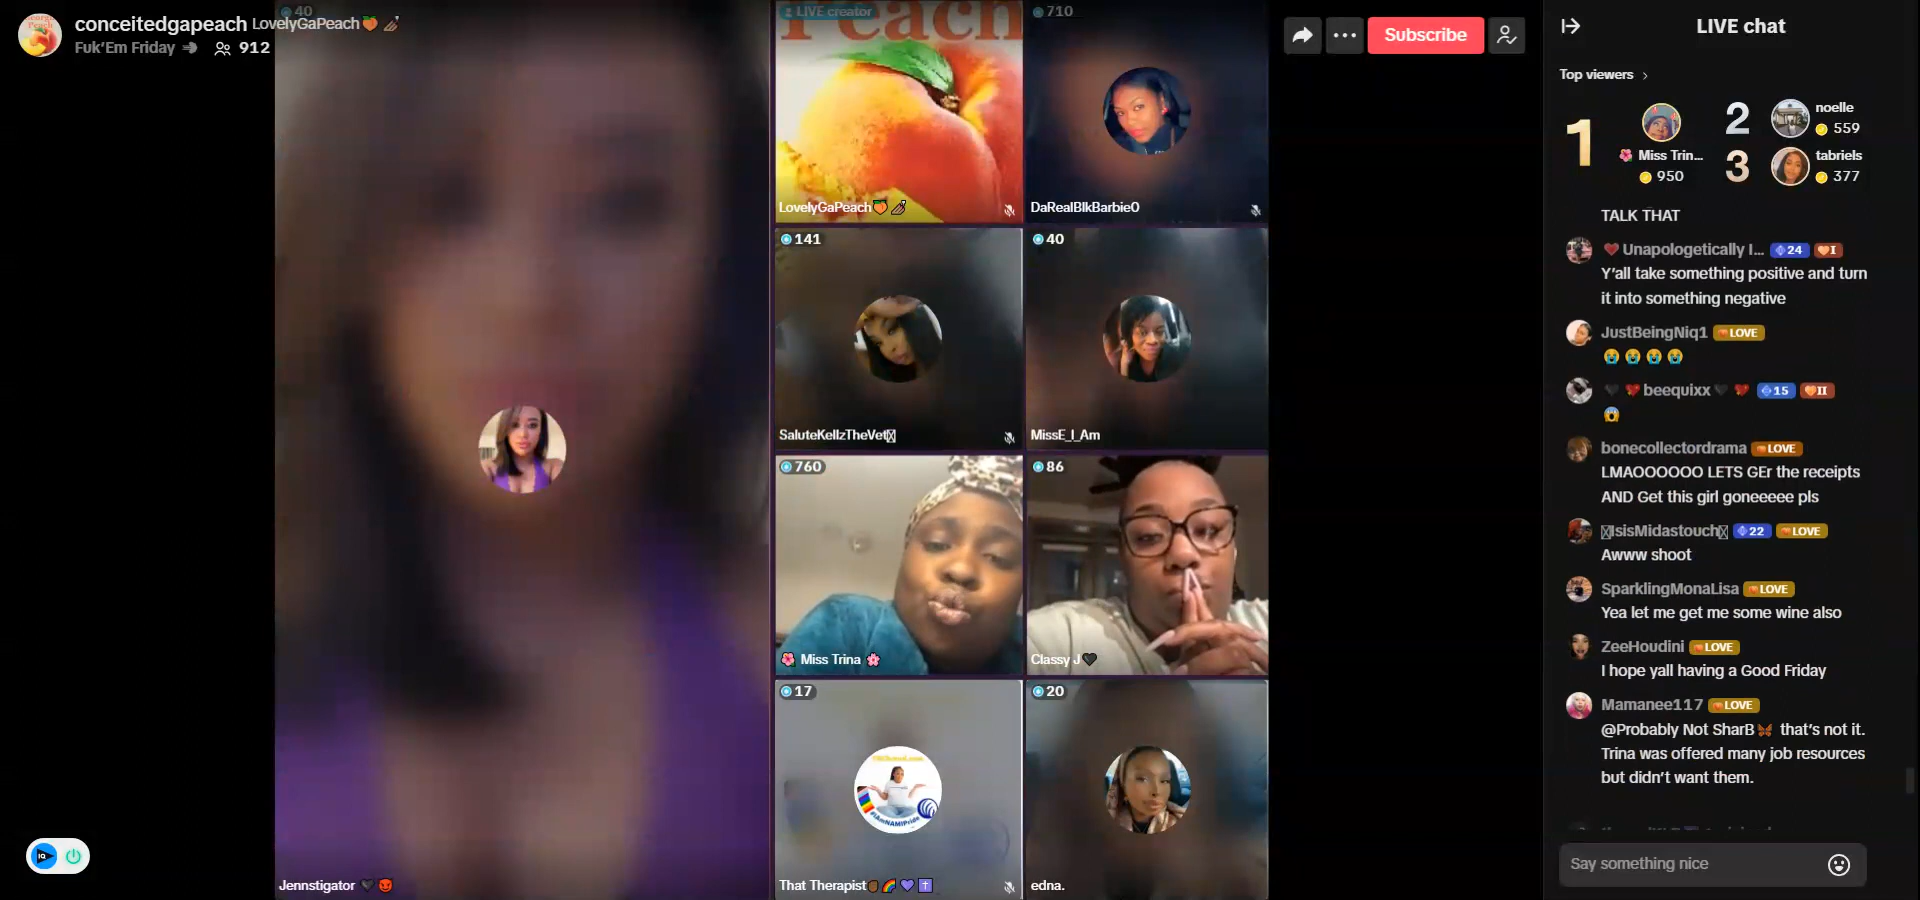 conceitedgapeach LovelyGaPeach🍑💅🏾
Fuk'Em Friday
912
40
Subscribe
Peach
LIVE creator
LovelyGaPeach🍑💅🏾
710
DaRealBlkBarbie0
141
SaluteKellzTheVet
40
MissE_I_Am
760
🌺 Miss Trina 🌸
86
Classy J🖤
17
#IAmNAMIPride
That Therapist
20
edna.
Jennstigator 🖤 😈
LIVE chat
Top viewers >
1
🌺 Miss Trin...
950
2
noelle
559
3
tabriels
377
TALK THAT
❤️ Unapologetically I... 24 I
Y'all take something positive and turn
it into something negative
JustBeingNiq1 LOVE
😭 😭 😭 😭
beequixx 15 II
😱
bonecollectordrama LOVE
LMAOOOOOO LETS GEr the receipts
AND Get this girl goneeeee pls
IsisMidastouch 22 LOVE
Awww shoot
SparklingMonaLisa LOVE
Yea let me get me some wine also
ZeeHoudini LOVE
I hope yall having a Good Friday
Mamanee117 LOVE
@Probably Not SharB🦋 that's not it.
Trina was offered many job resources
but didn't want them.
Say something nice